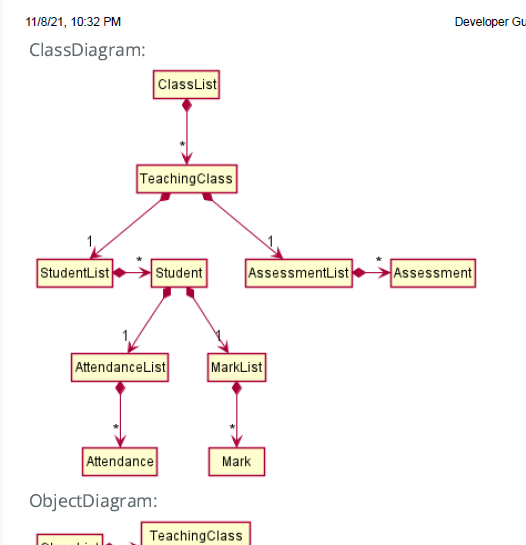 11/8/21, 10:32 PM Developer Gu
ClassDiagram:
ClassList
*
TeachingClass
1 1
StudentList * Student AssessmentList * Assessment
1 1
AttendanceList MarkList
* *
Attendance Mark
ObjectDiagram:
TeachingClass